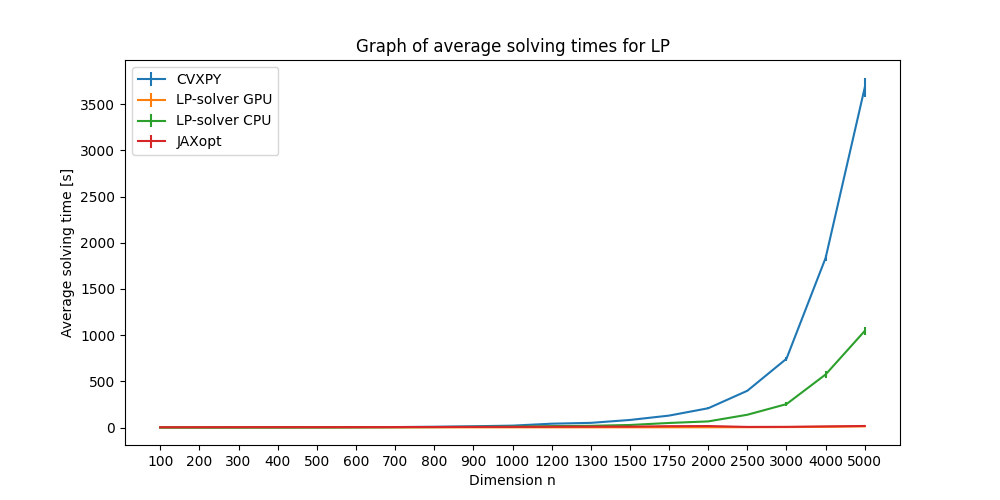 Graph of average solving times for LP
CVXPY
LP-solver GPU
LP-solver CPU
JAXopt
Average solving time [s]
3500
3000
2500
2000
1500
1000
500
0
100 200 300 400 500 600 700 800 900 1000 1200 1300 1500 1750 2000 2500 3000 4000 5000
Dimension n